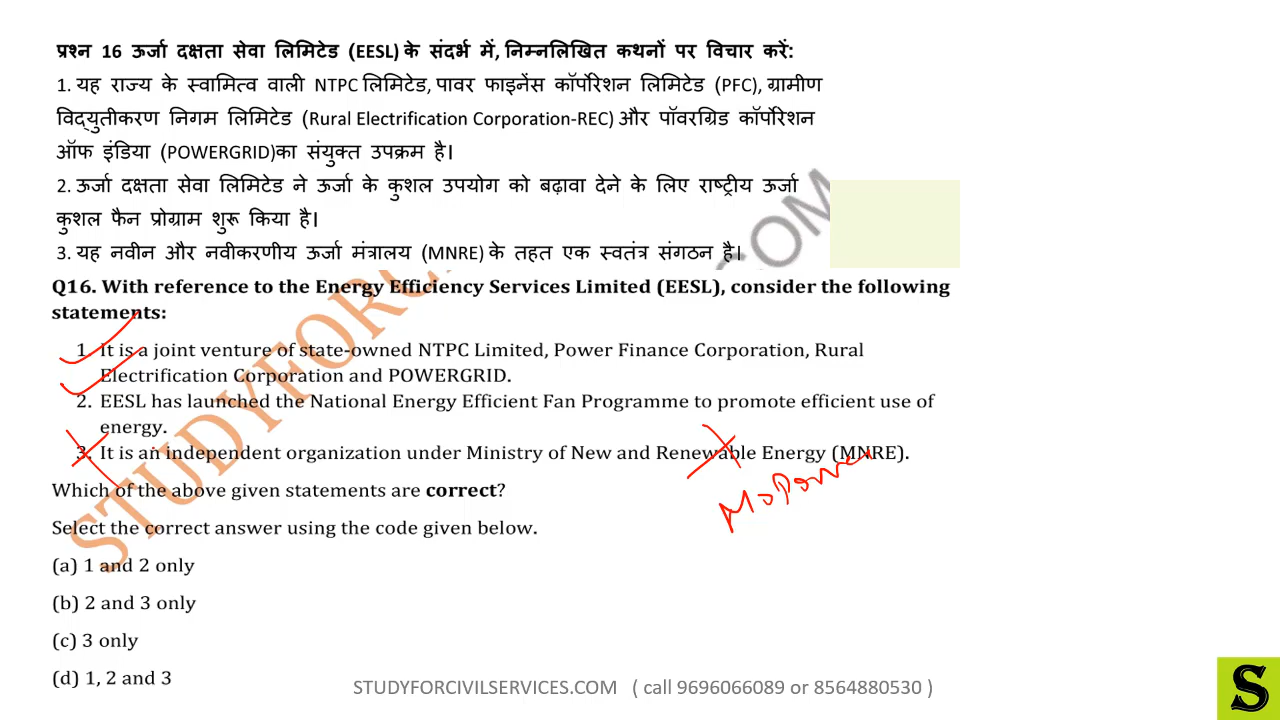 प्रश्न 16 ऊर्जा दक्षता सेवा लिमिटेड (EESL) के संदर्भ में, निम्नलिखित कथनों पर विचार करें:
1. यह राज्य के स्वामित्व वाली NTPC लिमिटेड, पावर फाइनेंस कॉर्पोरेशन लिमिटेड (PFC), ग्रामीण
विद्युतीकरण निगम लिमिटेड (Rural Electrification Corporation-REC) और पॉवरग्रिड कॉर्पोरेशन
ऑफ इंडिया (POWERGRID)का संयुक्त उपक्रम है।
2. ऊर्जा दक्षता सेवा लिमिटेड ने ऊर्जा के कुशल उपयोग को बढ़ावा देने के लिए राष्ट्रीय ऊर्जा
कुशल फैन प्रोग्राम शुरू किया है।
3. यह नवीन और नवीकरणीय ऊर्जा मंत्रालय (MNRE) के तहत एक स्वतंत्र संगठन है।
Q16. With reference to the Energy Efficiency Services Limited (EESL), consider the following
statements:
1. It is a joint venture of state-owned NTPC Limited, Power Finance Corporation, Rural
Electrification Corporation and POWERGRID.
2. EESL has launched the National Energy Efficient Fan Programme to promote efficient use of
energy.
3. It is an independent organization under Ministry of New and Renewable Energy (MNRE).
MoPower
Which of the above given statements are correct?
Select the correct answer using the code given below.
(a) 1 and 2 only
(b) 2 and 3 only
(c) 3 only
(d) 1, 2 and 3
STUDYFORCIVILSERVICES.COM ( call 9696066089 or 8564880530 )
S
STUDYFORC
COM